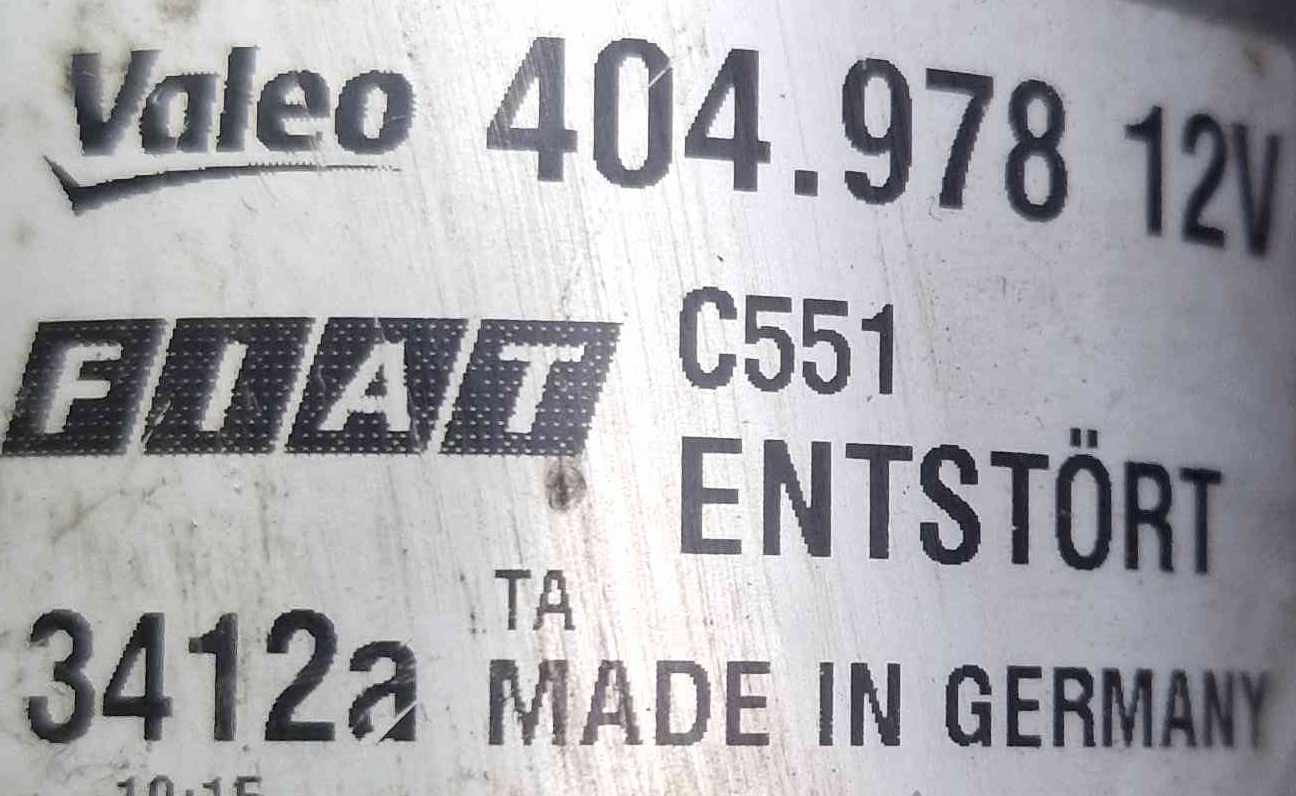 Valeo 404.978 12V
FIAT C551
ENTSTÖRT
TA
3412a MADE IN GERMANY